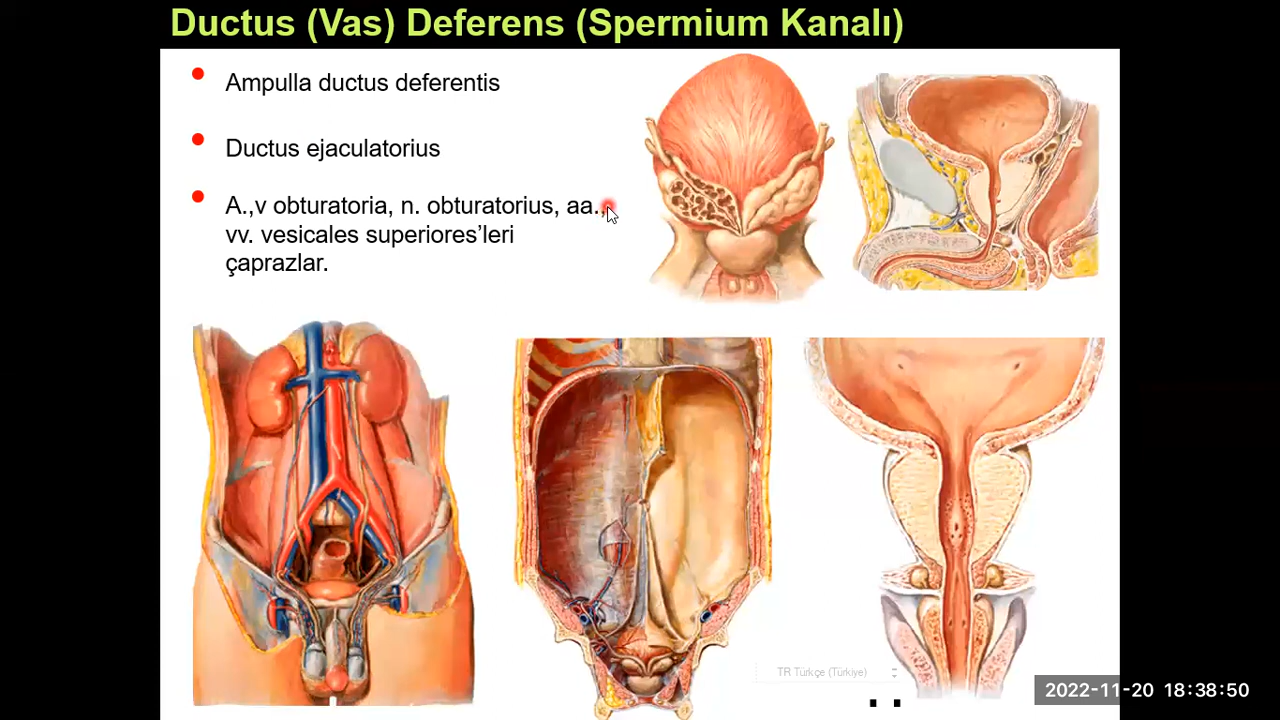 Ductus (Vas) Deferens (Spermium Kanalı)
Ampulla ductus deferentis
Ductus ejaculatorius
A.,v obturatoria, n. obturatorius, aa.,
vv. vesicales superiores’leri
çaprazlar.
TR Türkçe (Türkiye)
2022-11-20 18:38:50